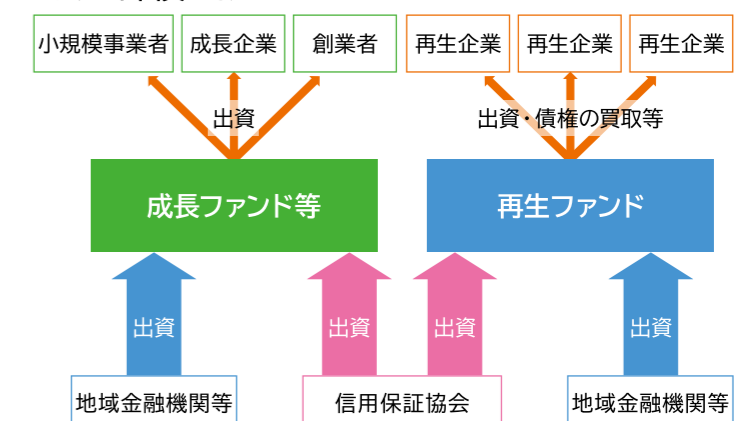 小規模事業者
成長企業
創業者
再生企業
再生企業
再生企業
出資
出資・債権の買取等
成長ファンド等
再生ファンド
出資
出資
出資
出資
地域金融機関等
信用保証協会
地域金融機関等